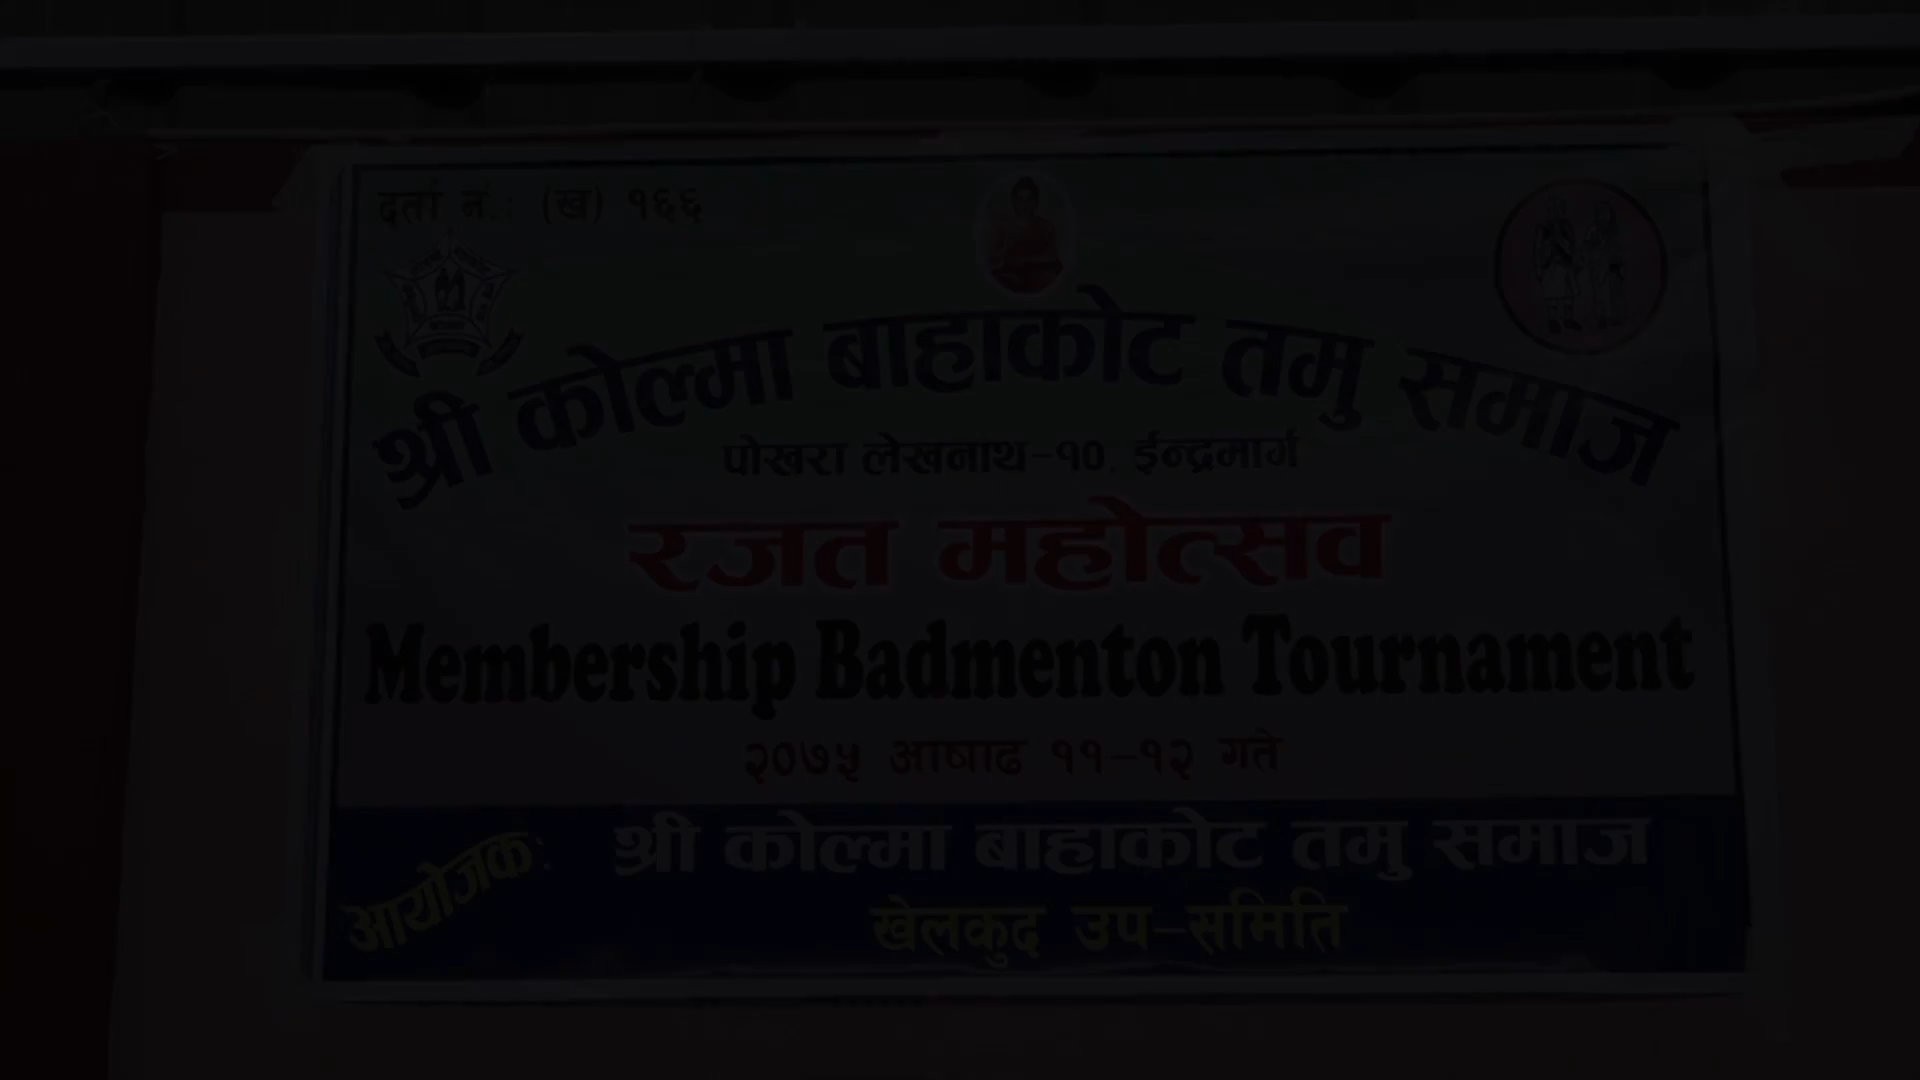 दर्ता नं.: (ख) १६६
श्री कोल्मा बाहाकोट तमु समाज
पोखरा लेखनाथ-१०, ईन्द्रमार्ग
रजत महोत्सव
Membership Badmenton Tournament
२०७५ आषाढ ११-१२ गते
आयोजक: श्री कोल्मा बाहाकोट तमु समाज
खेलकुद उप-समिति